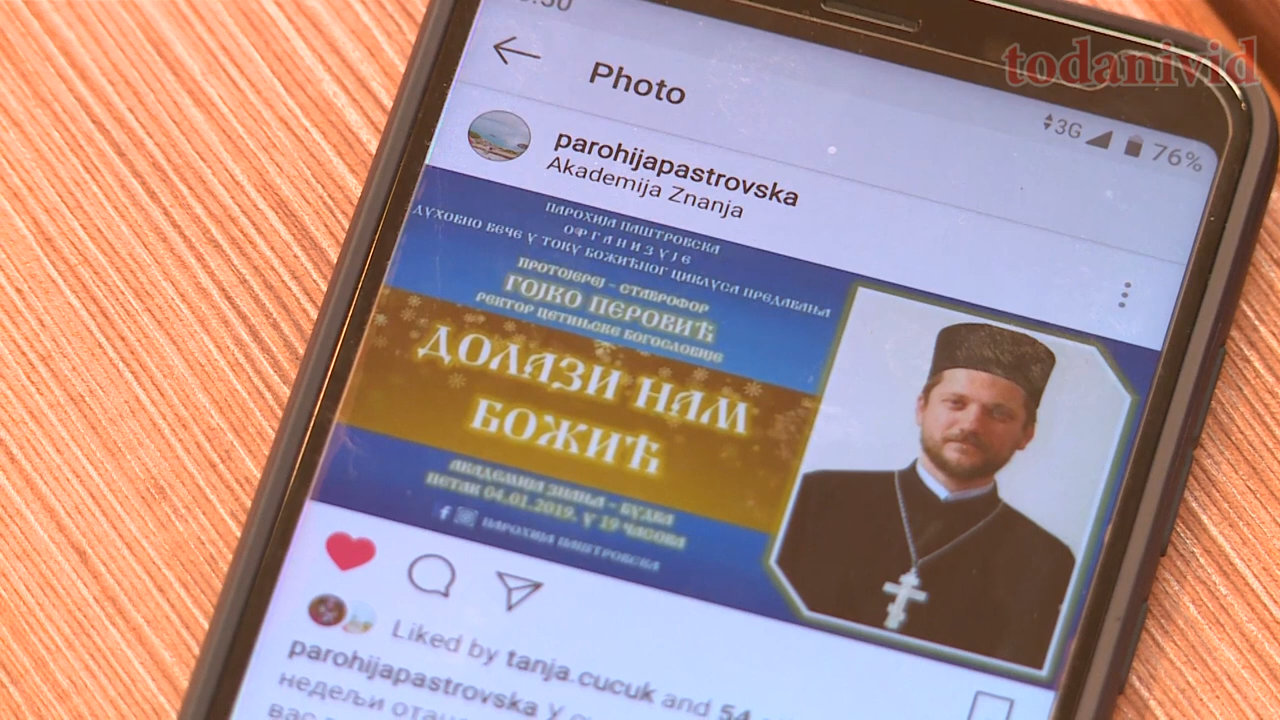 todanivid
Photo
3G 76%
parohijapastrovska
Akademija Znanja
ПАРОХИЈА ПАШТРОВСКА
ОРГАНИЗУЈЕ
ДУХОВНО ВЕЧЕ У ТОКУ БОЖИЋНОГ ЦИКЛУСА ПРЕДАВАЊА
ПРОТОЈЕРЕЈ - СТАВРОФОР
ГОЈКО ПЕРОВИЋ
РЕКТОР ЦЕТИЊСКЕ БОГОСЛОВИЈЕ
ДОЛАЗИ НАМ
БОЖИЋ
АКАДЕМИЈА ЗНАЊА - БУДВА
ПЕТАК 04.01.2019. У 19 ЧАСОВА
ПАРОХИЈА ПАШТРОВСКА
Liked by tanja.cucuk and 54
parohijapastrovska У
недељи
вас